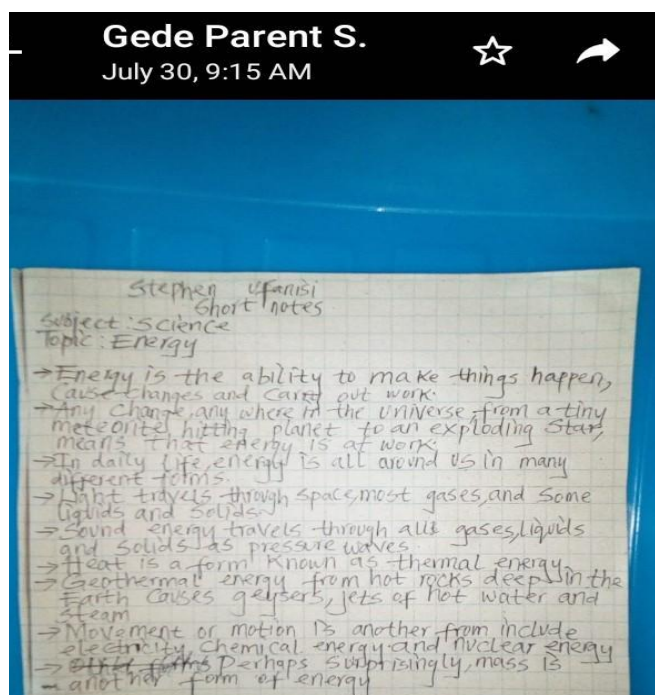 Gede Parent S.
July 30, 9:15 AM
Stephen Ufanisi
Short notes
Subject: Science
Topic: Energy
→ Energy is the ability to make things happen,
Cause changes and carry out work.
→ Any change, any where in the universe, from a tiny
meteorite hitting planet to an exploding star,
means that energy is at work.
→ In daily life, energy is all around us in many
different forms.
→ Light travels through space, most gases, and some
liquids and solids.
→ Sound energy travels through all gases, liquids
and solids as pressure waves.
→ Heat is a form known as thermal energy.
→ Geothermal energy from hot rocks deep in the
Earth causes geysers, jets of hot water and
steam
→ Movement or motion is another, from include
electricity, Chemical energy and nuclear energy
→ Perhaps surprisingly, mass is
another form of energy